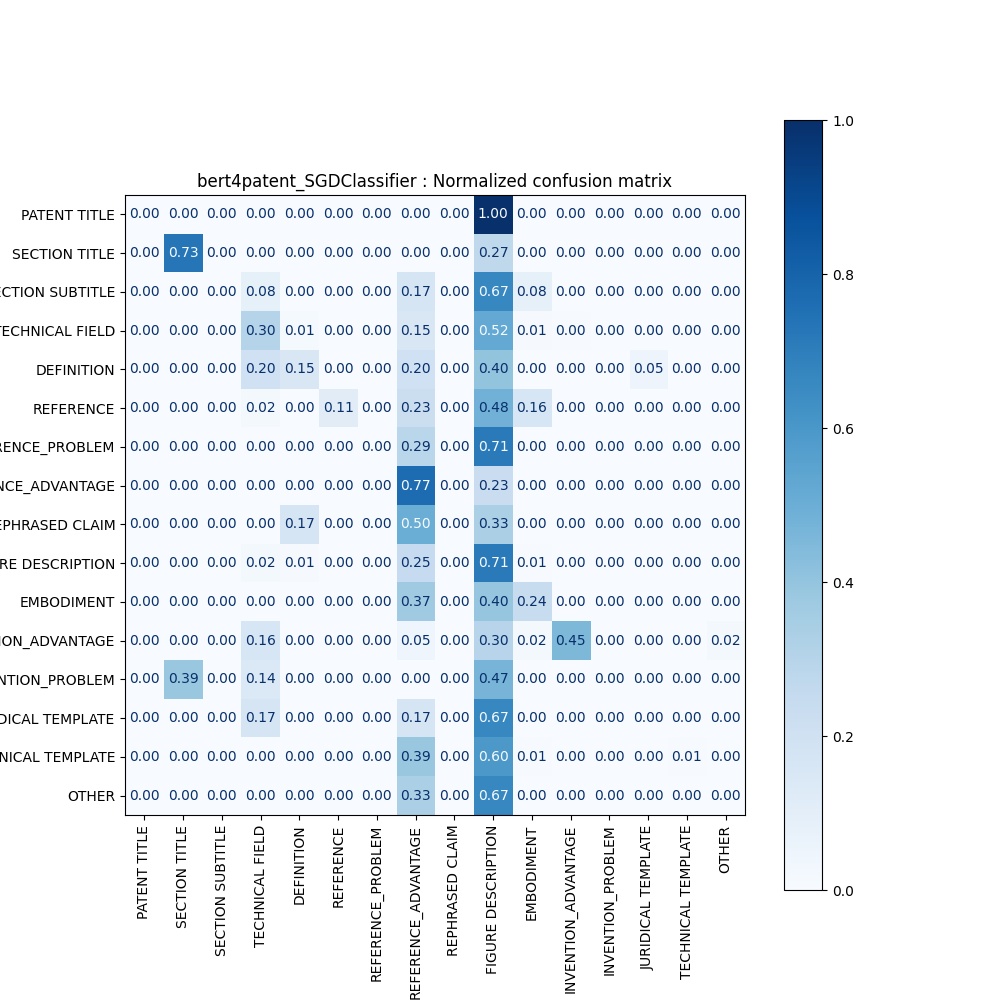 bert4patent_SGDClassifier : Normalized confusion matrix
PATENT TITLE 0.00 0.00 0.00 0.00 0.00 0.00 0.00 0.00 0.00 1.00 0.00 0.00 0.00 0.00 0.00 0.00
SECTION TITLE 0.00 0.73 0.00 0.00 0.00 0.00 0.00 0.00 0.00 0.27 0.00 0.00 0.00 0.00 0.00 0.00
ECTION SUBTITLE 0.00 0.00 0.00 0.08 0.00 0.00 0.00 0.17 0.00 0.67 0.08 0.00 0.00 0.00 0.00 0.00
TECHNICAL FIELD 0.00 0.00 0.00 0.30 0.01 0.00 0.00 0.15 0.00 0.52 0.01 0.00 0.00 0.00 0.00 0.00
DEFINITION 0.00 0.00 0.00 0.20 0.15 0.00 0.00 0.20 0.00 0.40 0.00 0.00 0.00 0.05 0.00 0.00
REFERENCE 0.00 0.00 0.00 0.02 0.00 0.11 0.00 0.23 0.00 0.48 0.16 0.00 0.00 0.00 0.00 0.00
RENCE_PROBLEM 0.00 0.00 0.00 0.00 0.00 0.00 0.00 0.29 0.00 0.71 0.00 0.00 0.00 0.00 0.00 0.00
NCE_ADVANTAGE 0.00 0.00 0.00 0.00 0.00 0.00 0.00 0.77 0.00 0.23 0.00 0.00 0.00 0.00 0.00 0.00
EPHRASED CLAIM 0.00 0.00 0.00 0.00 0.17 0.00 0.00 0.50 0.00 0.33 0.00 0.00 0.00 0.00 0.00 0.00
RE DESCRIPTION 0.00 0.00 0.00 0.02 0.01 0.00 0.00 0.25 0.00 0.71 0.01 0.00 0.00 0.00 0.00 0.00
EMBODIMENT 0.00 0.00 0.00 0.00 0.00 0.00 0.00 0.37 0.00 0.40 0.24 0.00 0.00 0.00 0.00 0.00
ION_ADVANTAGE 0.00 0.00 0.00 0.16 0.00 0.00 0.00 0.05 0.00 0.30 0.02 0.45 0.00 0.00 0.00 0.02
NTION_PROBLEM 0.00 0.39 0.00 0.14 0.00 0.00 0.00 0.00 0.00 0.47 0.00 0.00 0.00 0.00 0.00 0.00
DICAL TEMPLATE 0.00 0.00 0.00 0.17 0.00 0.00 0.00 0.17 0.00 0.67 0.00 0.00 0.00 0.00 0.00 0.00
NICAL TEMPLATE 0.00 0.00 0.00 0.00 0.00 0.00 0.00 0.39 0.00 0.60 0.01 0.00 0.00 0.00 0.01 0.00
OTHER 0.00 0.00 0.00 0.00 0.00 0.00 0.00 0.33 0.00 0.67 0.00 0.00 0.00 0.00 0.00 0.00
PATENT TITLE
SECTION TITLE
SECTION SUBTITLE
TECHNICAL FIELD
DEFINITION
REFERENCE
REFERENCE_PROBLEM
REFERENCE_ADVANTAGE
REPHRASED CLAIM
FIGURE DESCRIPTION
EMBODIMENT
INVENTION_ADVANTAGE
INVENTION_PROBLEM
JURIDICAL TEMPLATE
TECHNICAL TEMPLATE
OTHER
1.0
0.8
0.6
0.4
0.2
0.0